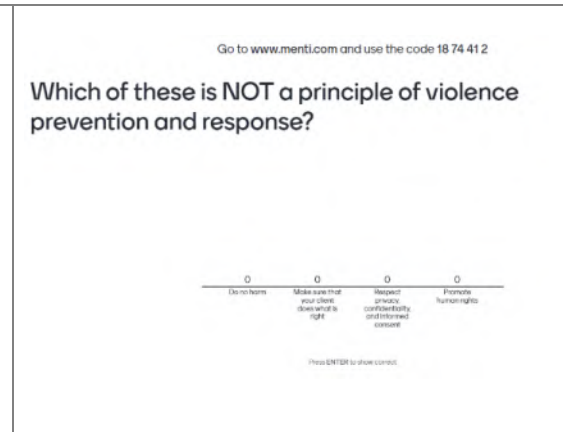 Go to www.menti.com and use the code 18 74 41 2
Which of these is NOT a principle of violence
prevention and response?
0
0
0
0
Do no harm
Make sure that
your client
does what is
right
Respect
privacy,
confidentiality,
and informed
consent
Promote
human rights
Press ENTER to show correct